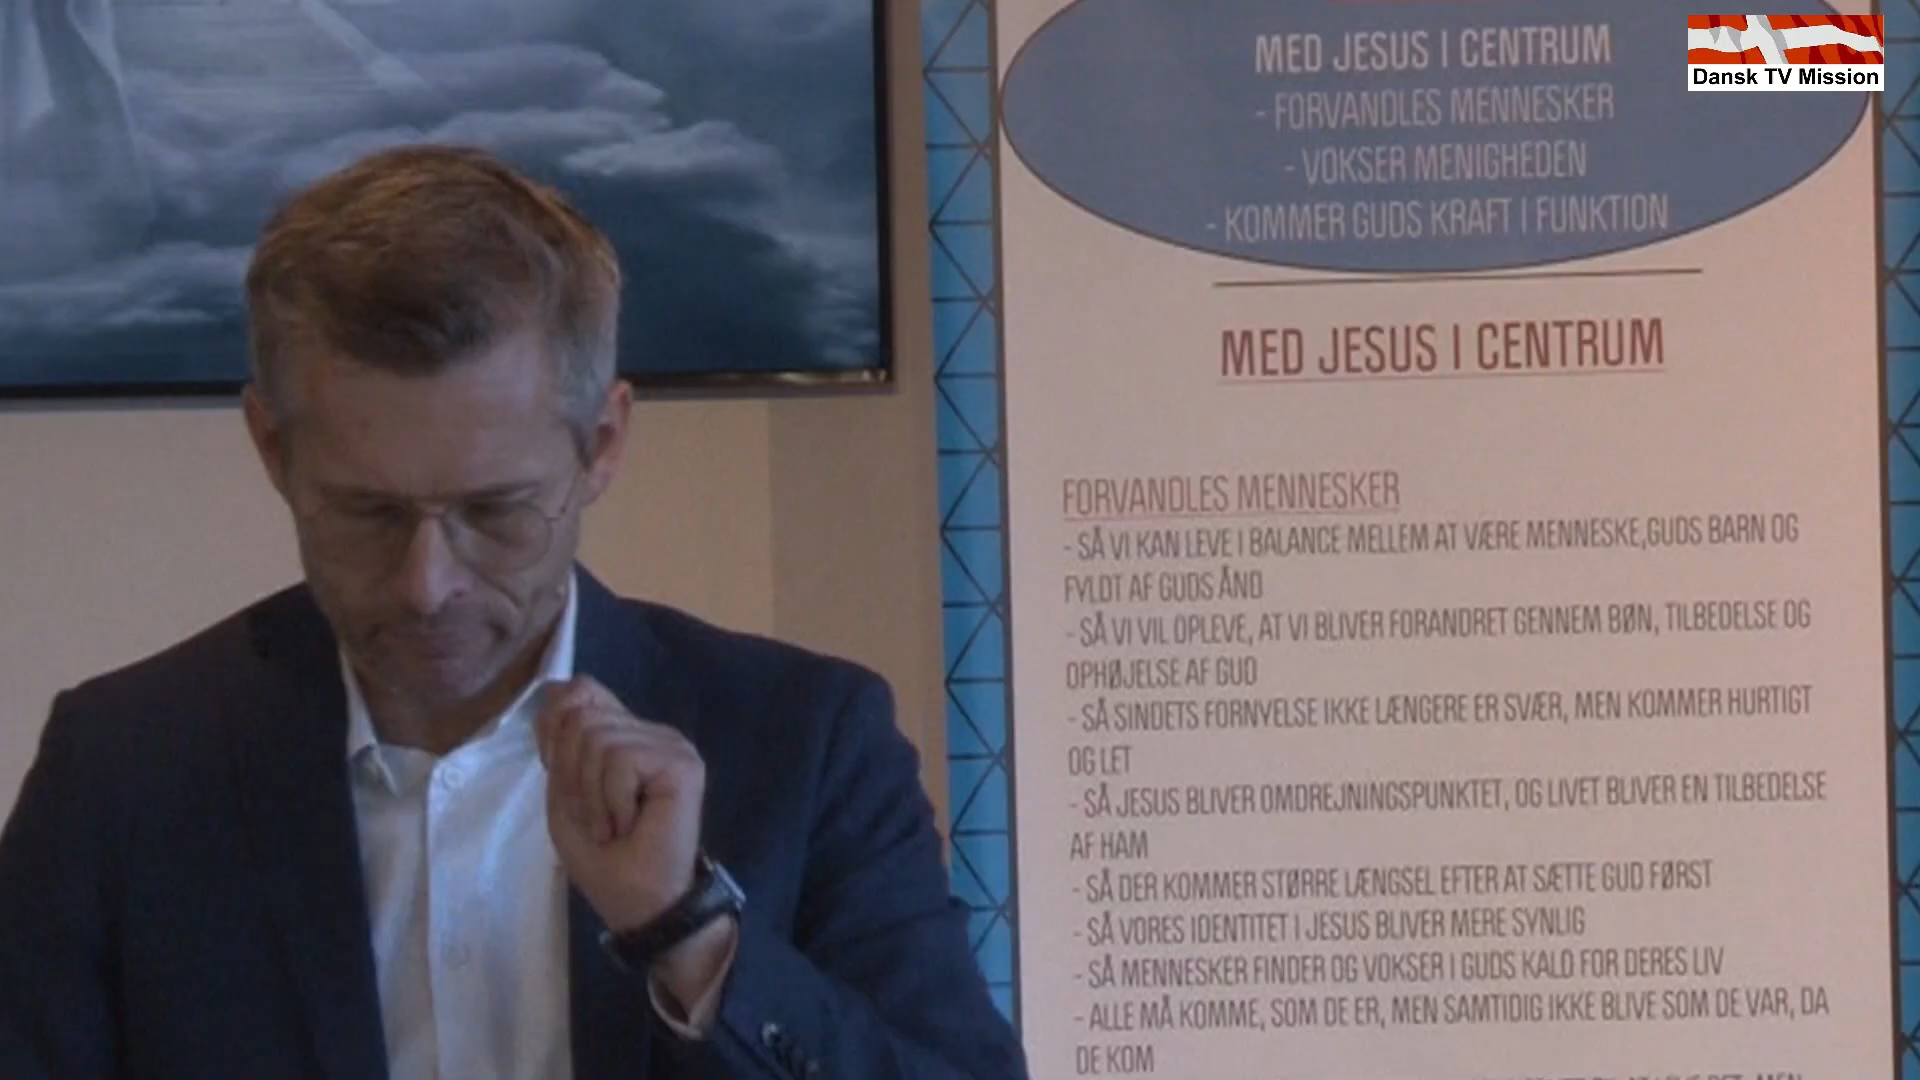 MED JESUS I CENTRUM
- FORVANDLES MENNESKER
- VOKSER MENIGHEDEN
- KOMMER GUDS KRAFT I FUNKTION
Dansk TV Mission
MED JESUS I CENTRUM
FORVANDLES MENNESKER
- SÅ VI KAN LEVE I BALANCE MELLEM AT VÆRE MENNESKE,GUDS BARN OG
FYLDT AF GUDS ÅND
- SÅ VI VIL OPLEVE, AT VI BLIVER FORANDRET GENNEM BØN, TILBEDELSE OG
OPHØJELSE AF GUD
- SÅ SINDETS FORNYELSE IKKE LÆNGERE ER SVÆR, MEN KOMMER HURTIGT
OG LET
- SÅ JESUS BLIVER OMDREJNINGSPUNKTET, OG LIVET BLIVER EN TILBEDELSE
AF HAM
- SÅ DER KOMMER STØRRE LÆNGSEL EFTER AT SÆTTE GUD FØRST
- SÅ VORES IDENTITET I JESUS BLIVER MERE SYNLIG
- SÅ MENNESKER FINDER OG VOKSER I GUDS KALD FOR DERES LIV
- ALLE MÅ KOMME, SOM DE ER, MEN SAMTIDIG IKKE BLIVE SOM DE VAR, DA
DE KOM